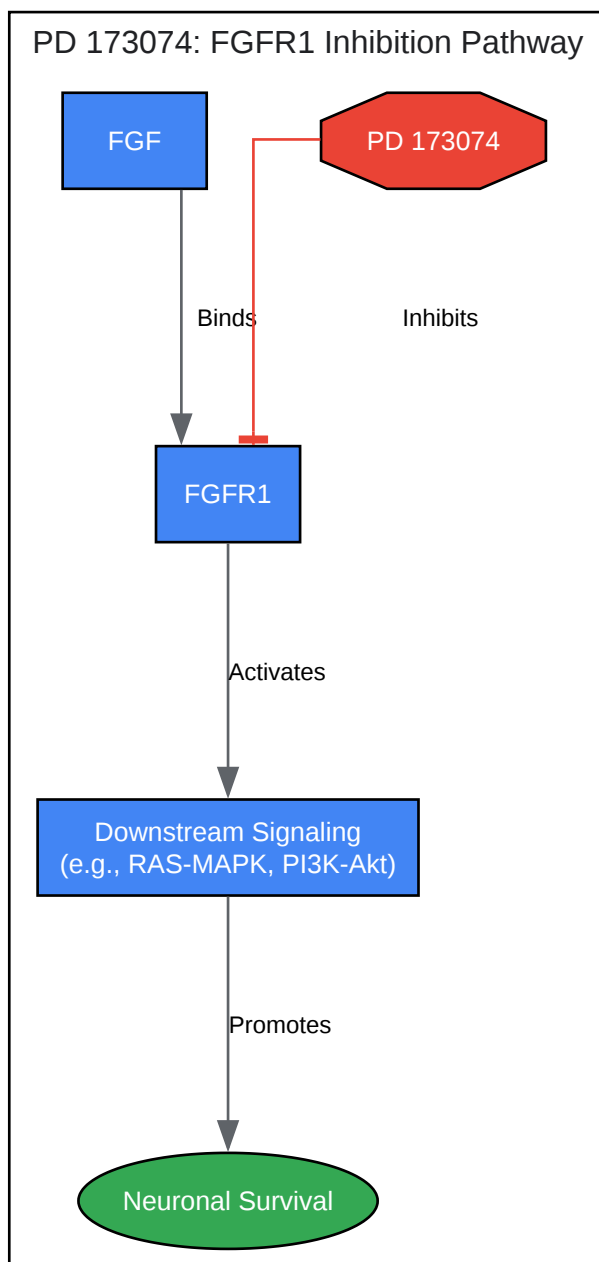 PD 173074: FGFR1 Inhibition Pathway
FGF
PD 173074
Binds
Inhibits
FGFR1
Activates
Downstream Signaling
(e.g., RAS-MAPK, PI3K-Akt)
Promotes
Neuronal Survival